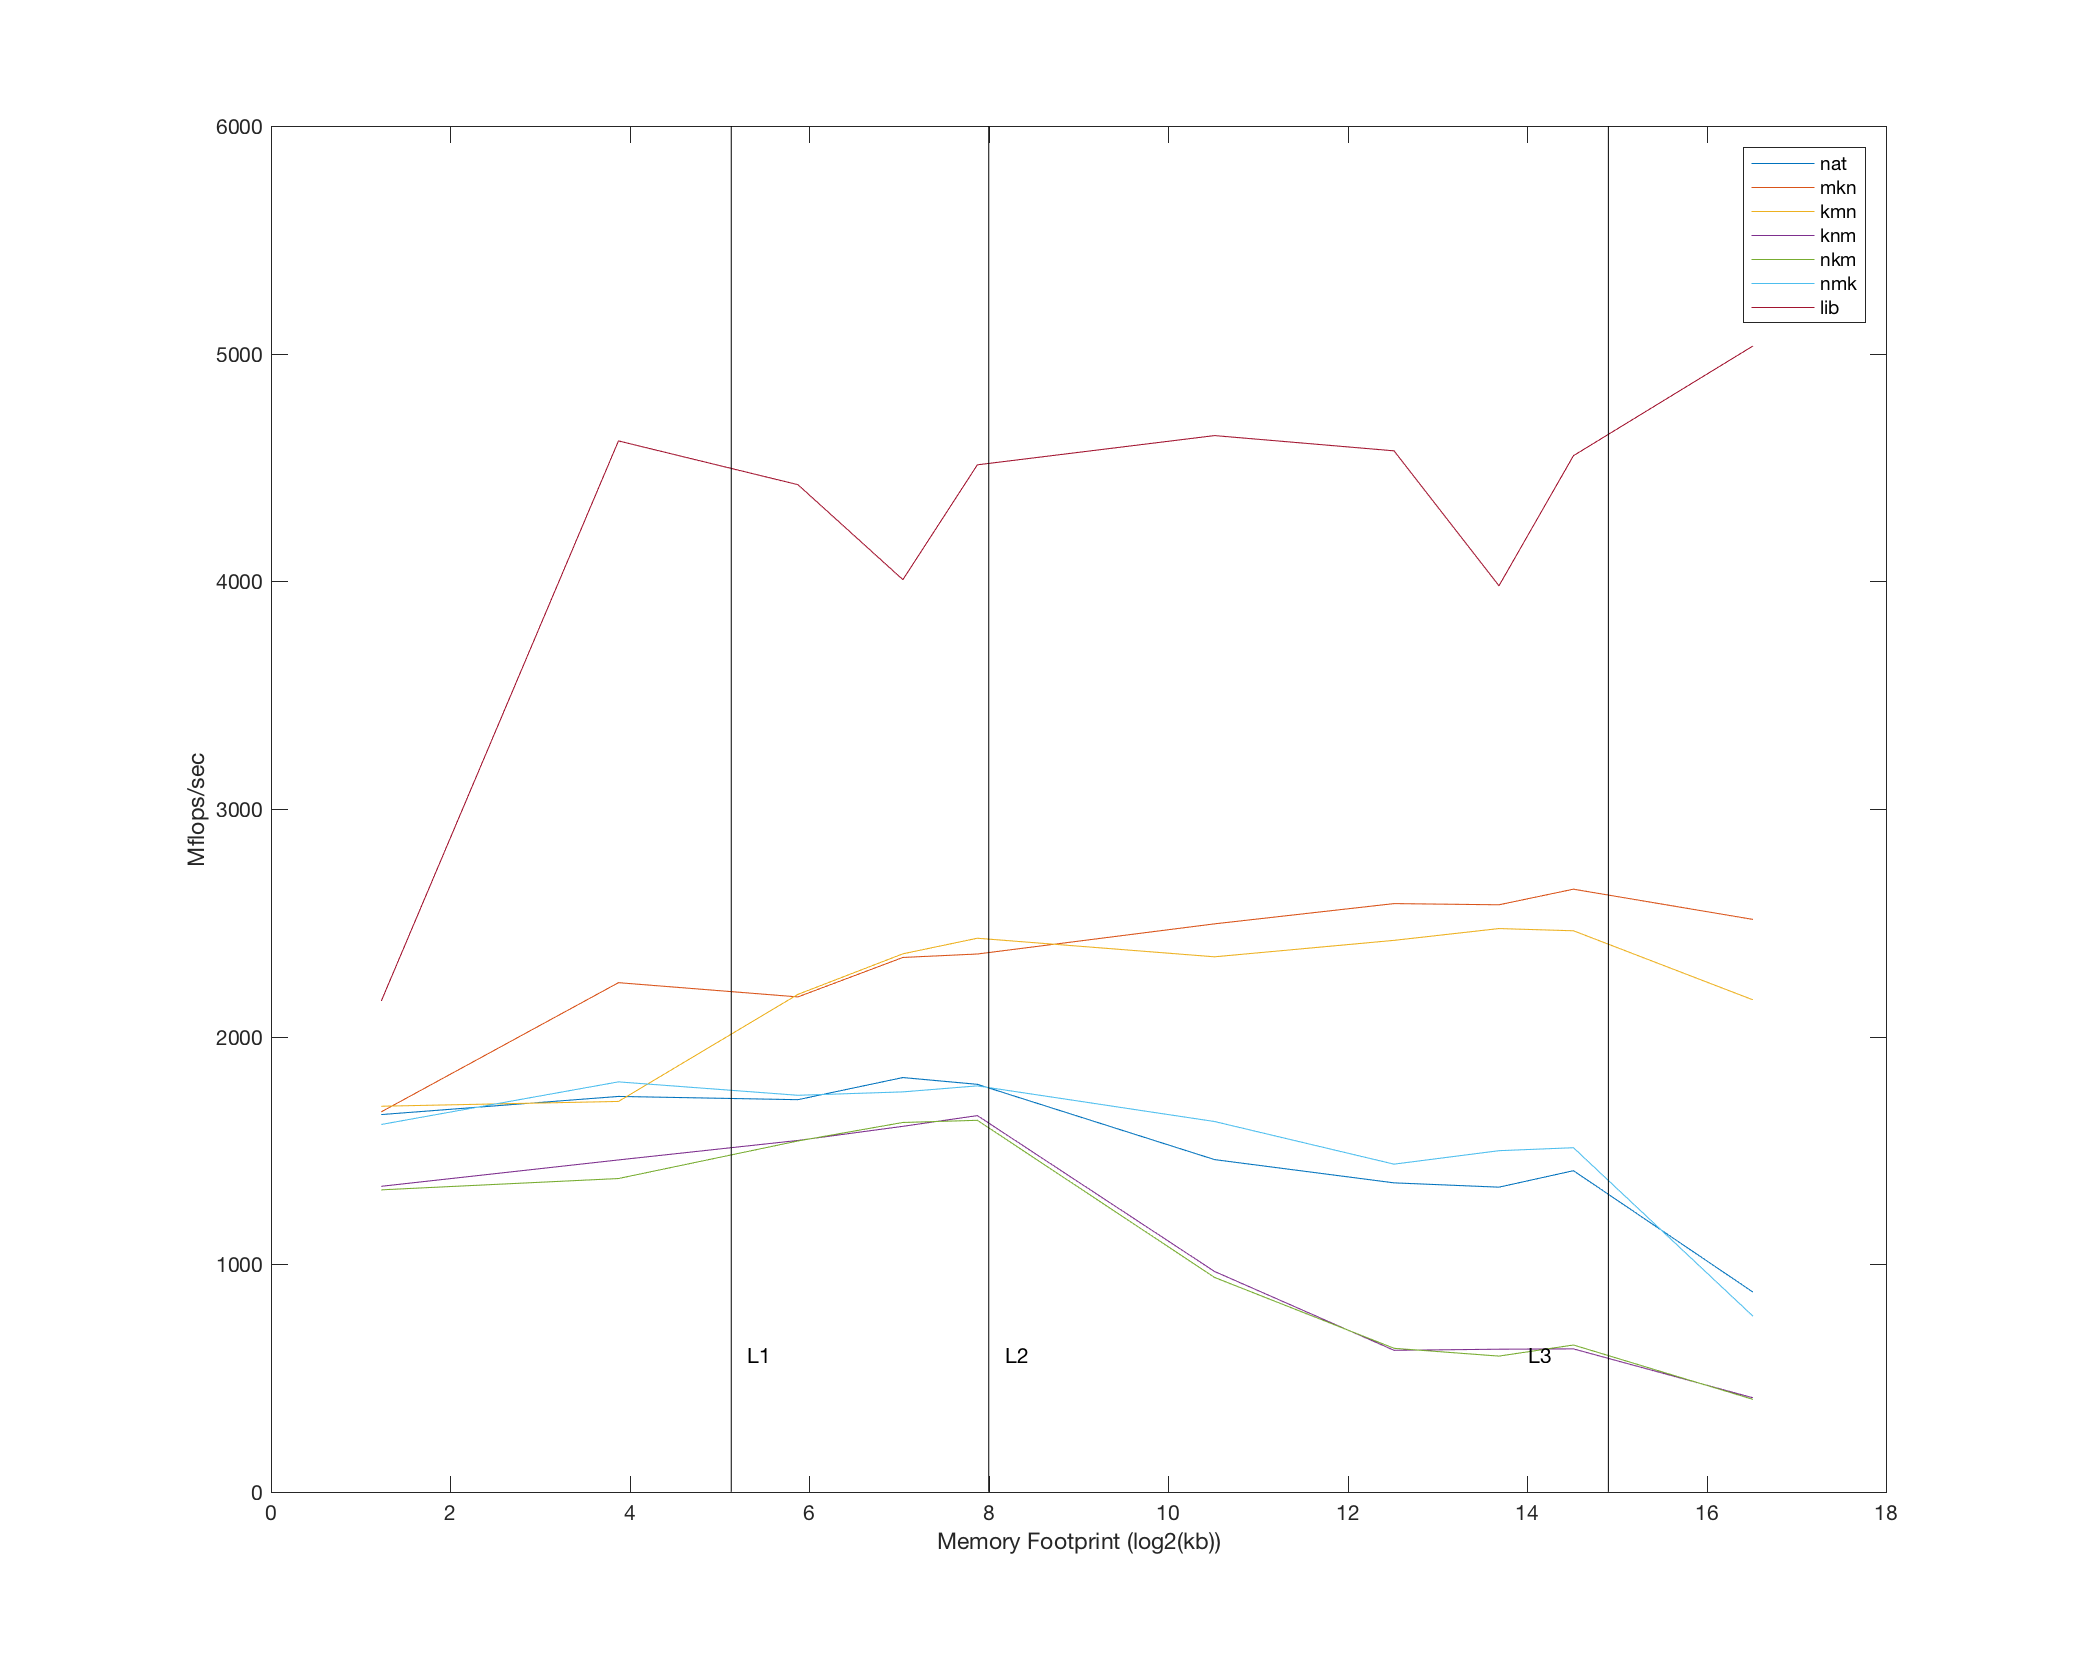 6000
5000
4000
3000
2000
1000
0
Mflops/sec
nat
mkn
kmn
knm
nkm
nmk
lib
L1
L2
L3
0 2 4 6 8 10 12 14 16 18
Memory Footprint (log2(kb))